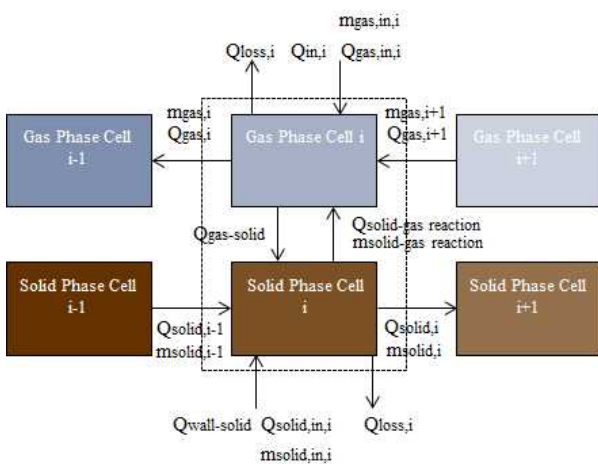 mgas,in,i
Qloss,i Qin,i Qgas,in,i
mgas,i
Qgas,i
mgas,i+1
Qgas,i+1
Gas Phase Cell
i-1
Gas Phase Cell i
Gas Phase Cell
i+1
Qgas-solid
Qsolid-gas reaction
msolid-gas reaction
Solid Phase Cell
i-1
Solid Phase Cell
i
Solid Phase Cell
i+1
Qsolid,i-1
msolid,i-1
Qsolid,i
msolid,i
Qwall-solid Qsolid,in,i Qloss,i
msolid,in,i